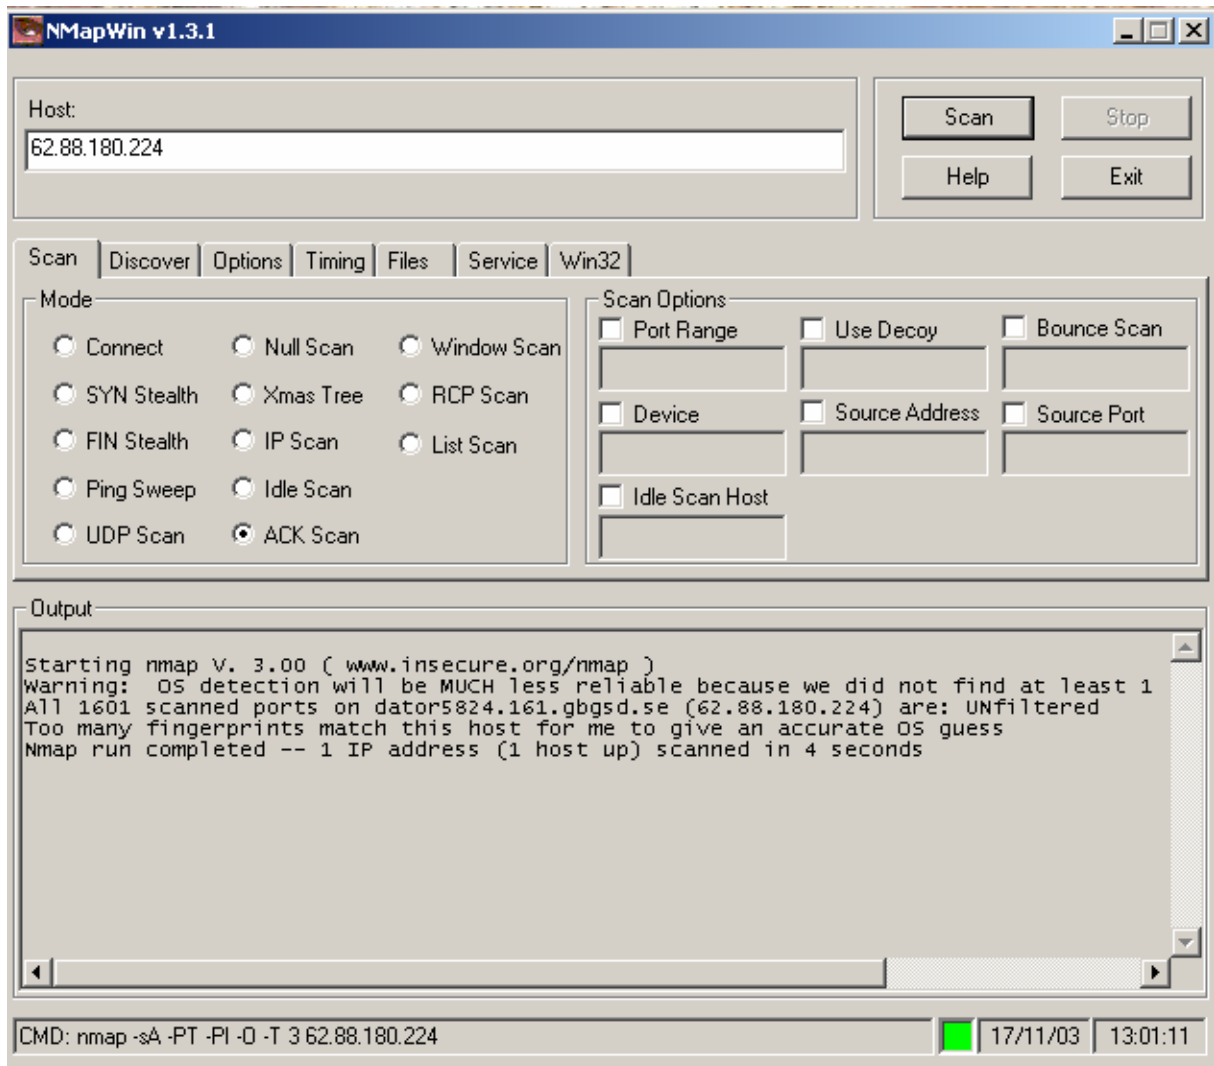 NMapWin v1.3.1
Host:
62.88.180.224
Scan
Stop
Help
Exit
Scan
Discover
Options
Timing
Files
Service
Win32
Mode
Connect
Null Scan
Window Scan
SYN Stealth
Xmas Tree
RCP Scan
FIN Stealth
IP Scan
List Scan
Ping Sweep
Idle Scan
UDP Scan
ACK Scan
Scan Options
Port Range
Use Decoy
Bounce Scan
Device
Source Address
Source Port
Idle Scan Host
Output
Starting nmap V. 3.00 ( www.insecure.org/nmap )
Warning:  OS detection will be MUCH less reliable because we did not find at least 1
All 1601 scanned ports on dator5824.161.gbgsd.se (62.88.180.224) are: UNfiltered
Too many fingerprints match this host for me to give an accurate OS guess
Nmap run completed -- 1 IP address (1 host up) scanned in 4 seconds
CMD: nmap -sA -PT -PI -O -T 3 62.88.180.224
17/11/03
13:01:11